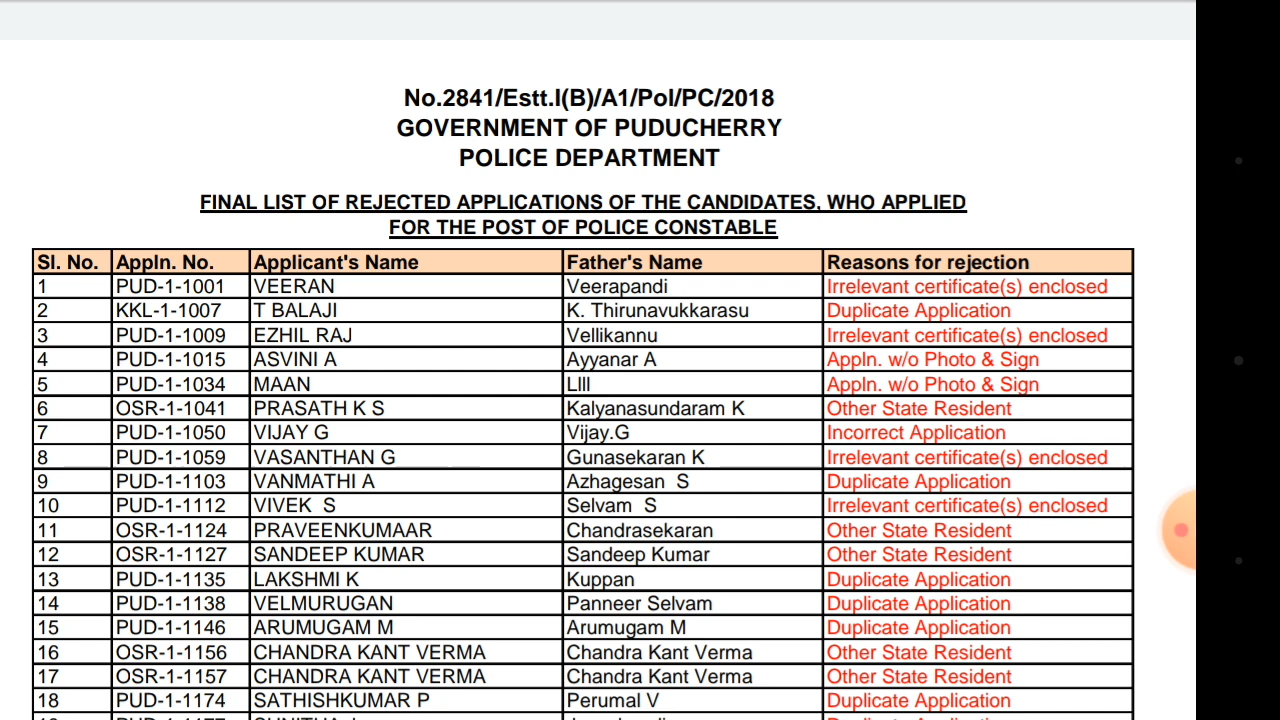 No.2841/Estt.I(B)/A1/Pol/PC/2018
GOVERNMENT OF PUDUCHERRY
POLICE DEPARTMENT
FINAL LIST OF REJECTED APPLICATIONS OF THE CANDIDATES, WHO APPLIED
FOR THE POST OF POLICE CONSTABLE
Sl. No. Appln. No. Applicant's Name Father's Name Reasons for rejection
1 PUD-1-1001 VEERAN Veerapandi Irrelevant certificate(s) enclosed
2 KKL-1-1007 T BALAJI K. Thirunavukkarasu Duplicate Application
3 PUD-1-1009 EZHIL RAJ Vellikannu Irrelevant certificate(s) enclosed
4 PUD-1-1015 ASVINI A Ayyanar A Appln. w/o Photo & Sign
5 PUD-1-1034 MAAN Llll Appln. w/o Photo & Sign
6 OSR-1-1041 PRASATH K S Kalyanasundaram K Other State Resident
7 PUD-1-1050 VIJAY G Vijay.G Incorrect Application
8 PUD-1-1059 VASANTHAN G Gunasekaran K Irrelevant certificate(s) enclosed
9 PUD-1-1103 VANMATHI A Azhagesan S Duplicate Application
10 PUD-1-1112 VIVEK S Selvam S Irrelevant certificate(s) enclosed
11 OSR-1-1124 PRAVEENKUMAAR Chandrasekaran Other State Resident
12 OSR-1-1127 SANDEEP KUMAR Sandeep Kumar Other State Resident
13 PUD-1-1135 LAKSHMI K Kuppan Duplicate Application
14 PUD-1-1138 VELMURUGAN Panneer Selvam Duplicate Application
15 PUD-1-1146 ARUMUGAM M Arumugam M Duplicate Application
16 OSR-1-1156 CHANDRA KANT VERMA Chandra Kant Verma Other State Resident
17 OSR-1-1157 CHANDRA KANT VERMA Chandra Kant Verma Other State Resident
18 PUD-1-1174 SATHISHKUMAR P Perumal V Duplicate Application